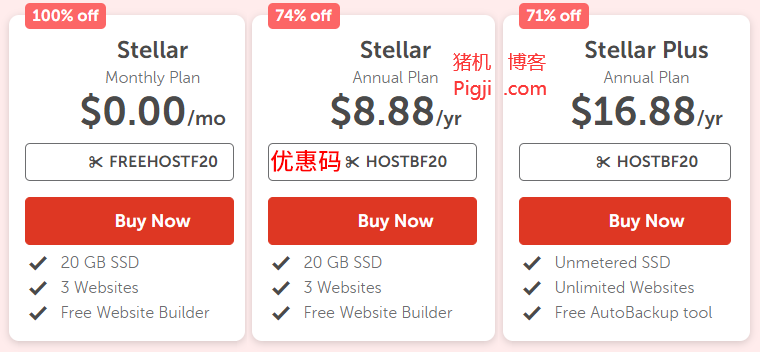 100% off
Stellar
Monthly Plan
$0.00/mo
FREEHOSTF20
Buy Now
20 GB SSD
3 Websites
Free Website Builder
74% off
Stellar
Annual Plan
$8.88/yr
优惠码 HOSTBF20
Buy Now
20 GB SSD
3 Websites
Free Website Builder
猪机 博客
Pigji .com
71% off
Stellar Plus
Annual Plan
$16.88/yr
HOSTBF20
Buy Now
Unmetered SSD
Unlimited Websites
Free AutoBackup tool